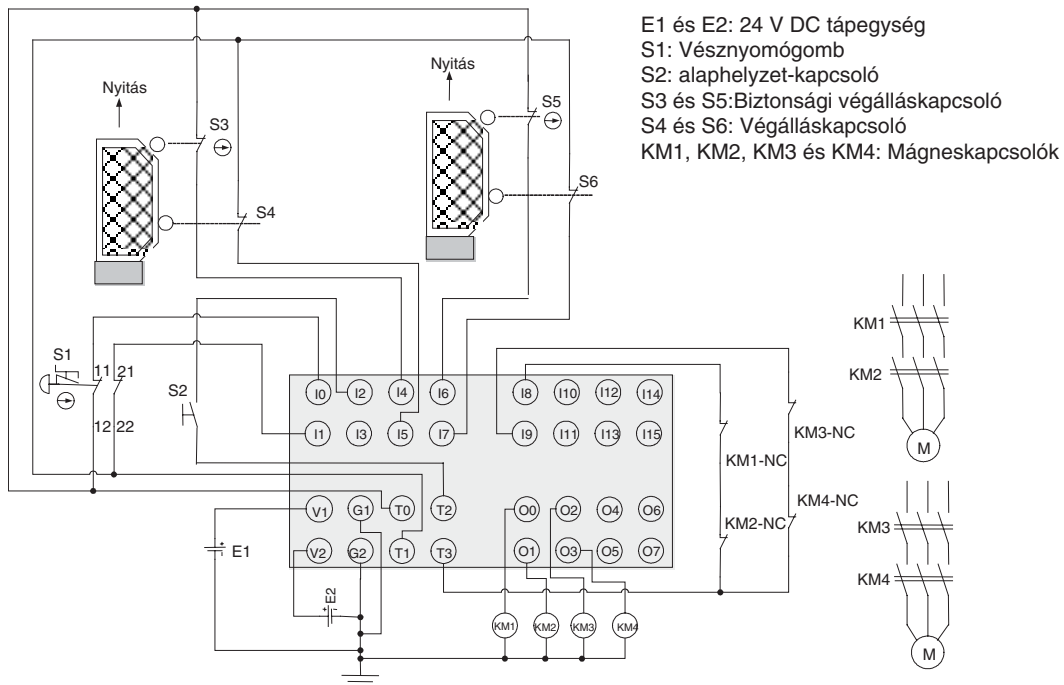 E1 és E2: 24 V DC tápegység
S1: Vésznyomógomb
S2: alaphelyzet-kapcsoló
S3 és S5:Biztonsági végálláskapcsoló
S4 és S6: Végálláskapcsoló
KM1, KM2, KM3 és KM4: Mágneskapcsolók
Nyitás
Nyitás
S3
S5
S4
S6
S1
11 21
12 22
S2
I0 I2 I4 I6 I8 I10 I12 I14
I1 I3 I5 I7 I9 I11 I13 I15
V1 G1 T0 T2 O0 O2 O4 O6
V2 G2 T1 T3 O1 O3 O5 O7
E1
+ E2 -
KM1 KM2 KM3 KM4
KM1-NC
KM2-NC
KM3-NC
KM4-NC
KM1
KM2
M
KM3
KM4
M